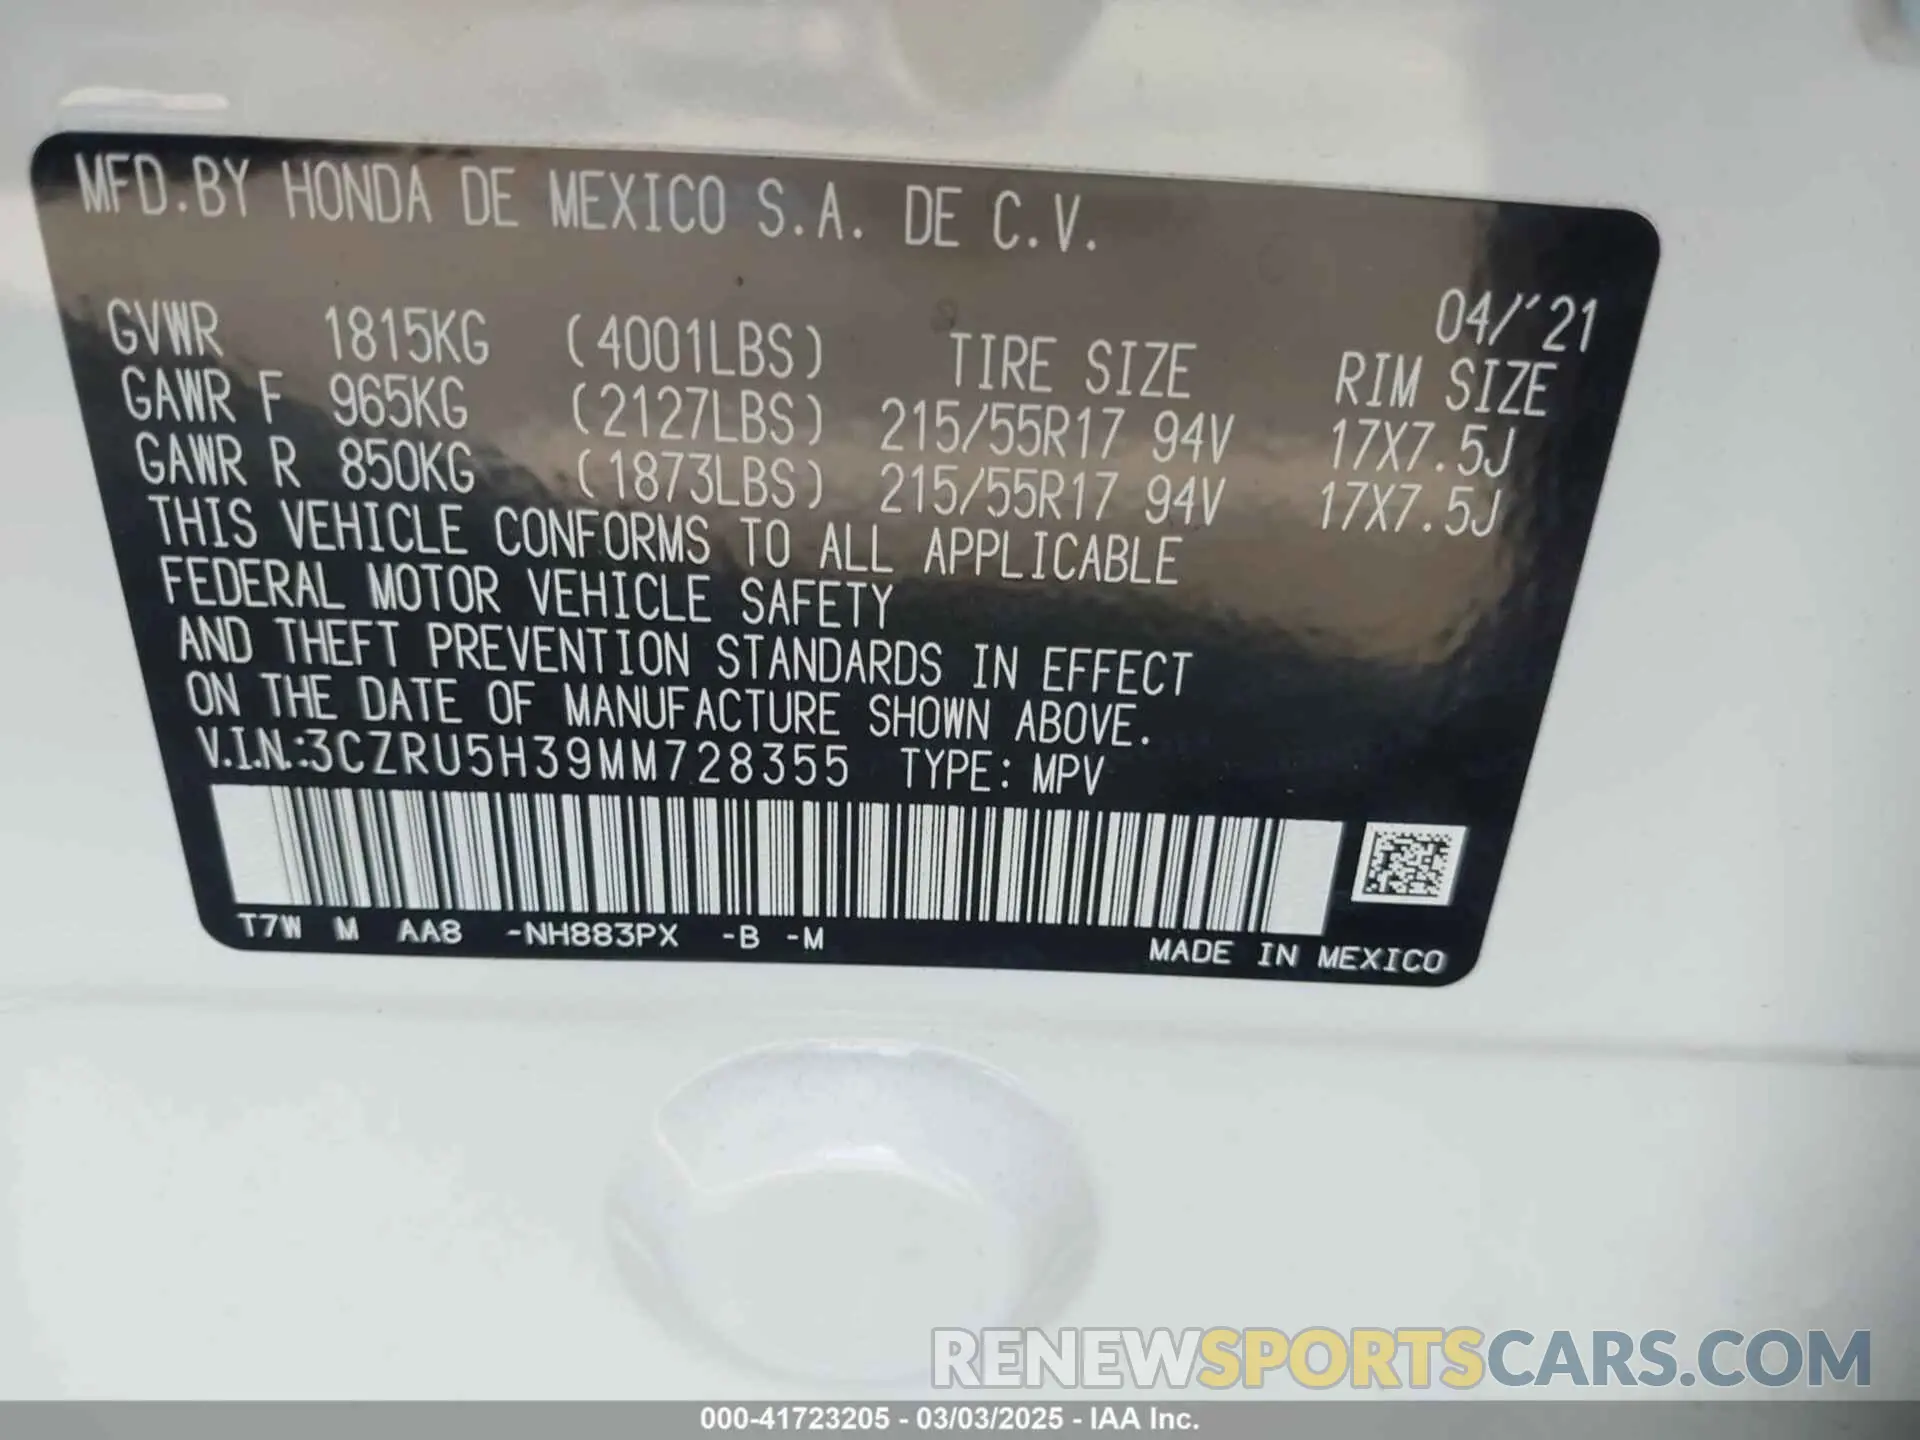 MFD.BY HONDA DE MEXICO S.A. DE C.V.
04/'21
GVWR 1815KG (4001LBS) TIRE SIZE RIM SIZE
GAWR F 965KG (2127LBS) 215/55R17 94V 17X7.5J
GAWR R 850KG (1873LBS) 215/55R17 94V 17X7.5J
THIS VEHICLE CONFORMS TO ALL APPLICABLE
FEDERAL MOTOR VEHICLE SAFETY
AND THEFT PREVENTION STANDARDS IN EFFECT
ON THE DATE OF MANUFACTURE SHOWN ABOVE.
V.I.N.:3CZRU5H39MM728355 TYPE: MPV
T7W M AA8 -NH883PX -B -M
MADE IN MEXICO
RENEWSPORTSCARS.COM
000-41723205 - 03/03/2025 - IAA Inc.